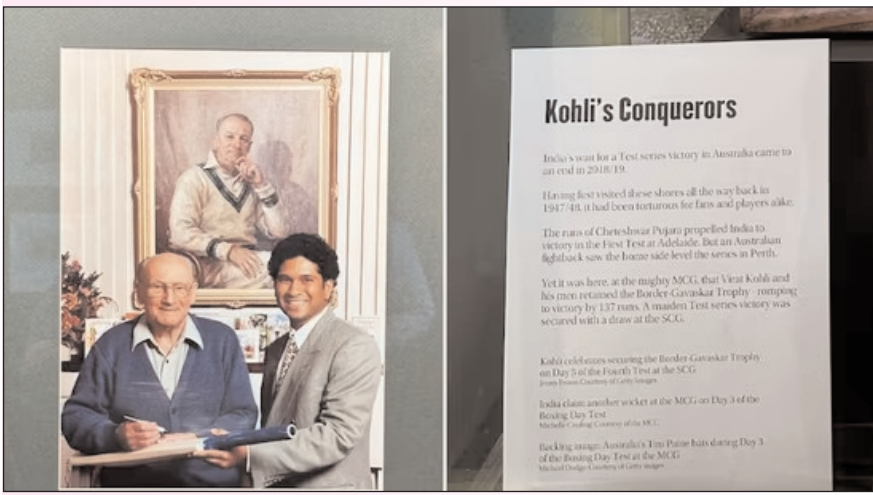 Kohli's Conquerors
India's wait for a Test series victory in Australia came to
an end in 2018/19.
Having first visited these shores all the way back in
1947/48, it had been torturous for fans and players alike.
The runs of Cheteshwar Pujara propelled India to
victory in the First Test at Adelaide. But an Australian
fightback saw the home side level the series in Perth.
Yet it was here, at the mighty MCG, that Virat Kohli and
his men retained the Border-Gavaskar Trophy - romping
to victory by 137 runs. A maiden Test series victory was
secured with a draw at the SCG.
Kohli celebrates securing the Border-Gavaskar Trophy
on Day 5 of the Fourth Test at the SCG
Courtesy of Getty Images
India claim another wicket at the MCG on Day 3 of the
Boxing Day Test
Courtesy of the MCC
Backing image: Australia's Tim Paine bats during Day 3
of the Boxing Day Test at the MCG
Michael Dodge Courtesy of Getty Images